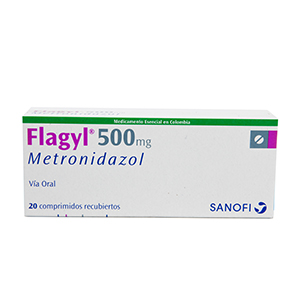 Medicamento Esencial en Colombia
Flagyl® 500mg
Metronidazol
Vía Oral
20 comprimidos recubiertos
SANOFI